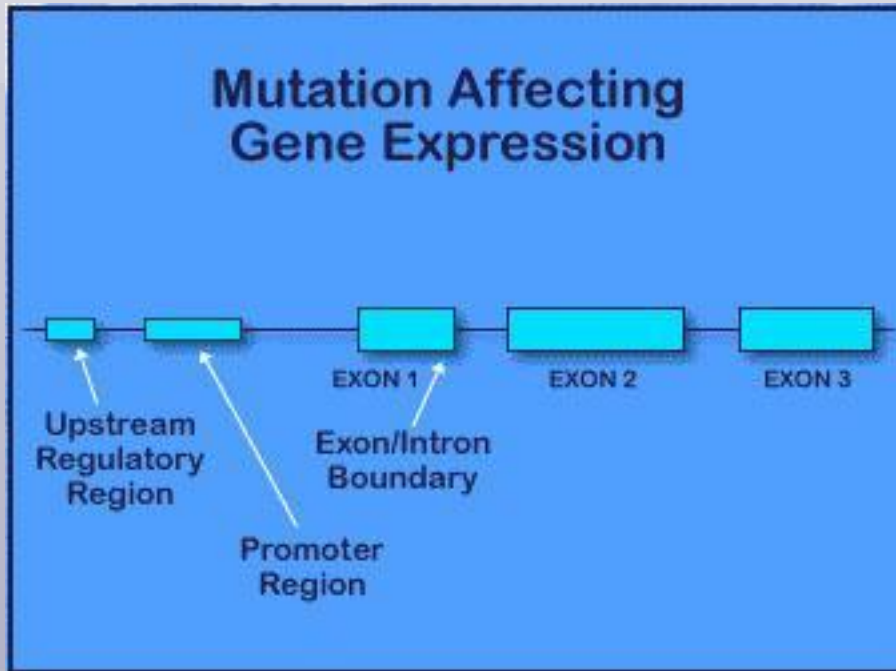 Mutation Affecting
Gene Expression
EXON 1
EXON 2
EXON 3
Upstream
Regulatory
Region
Exon/Intron
Boundary
Promoter
Region